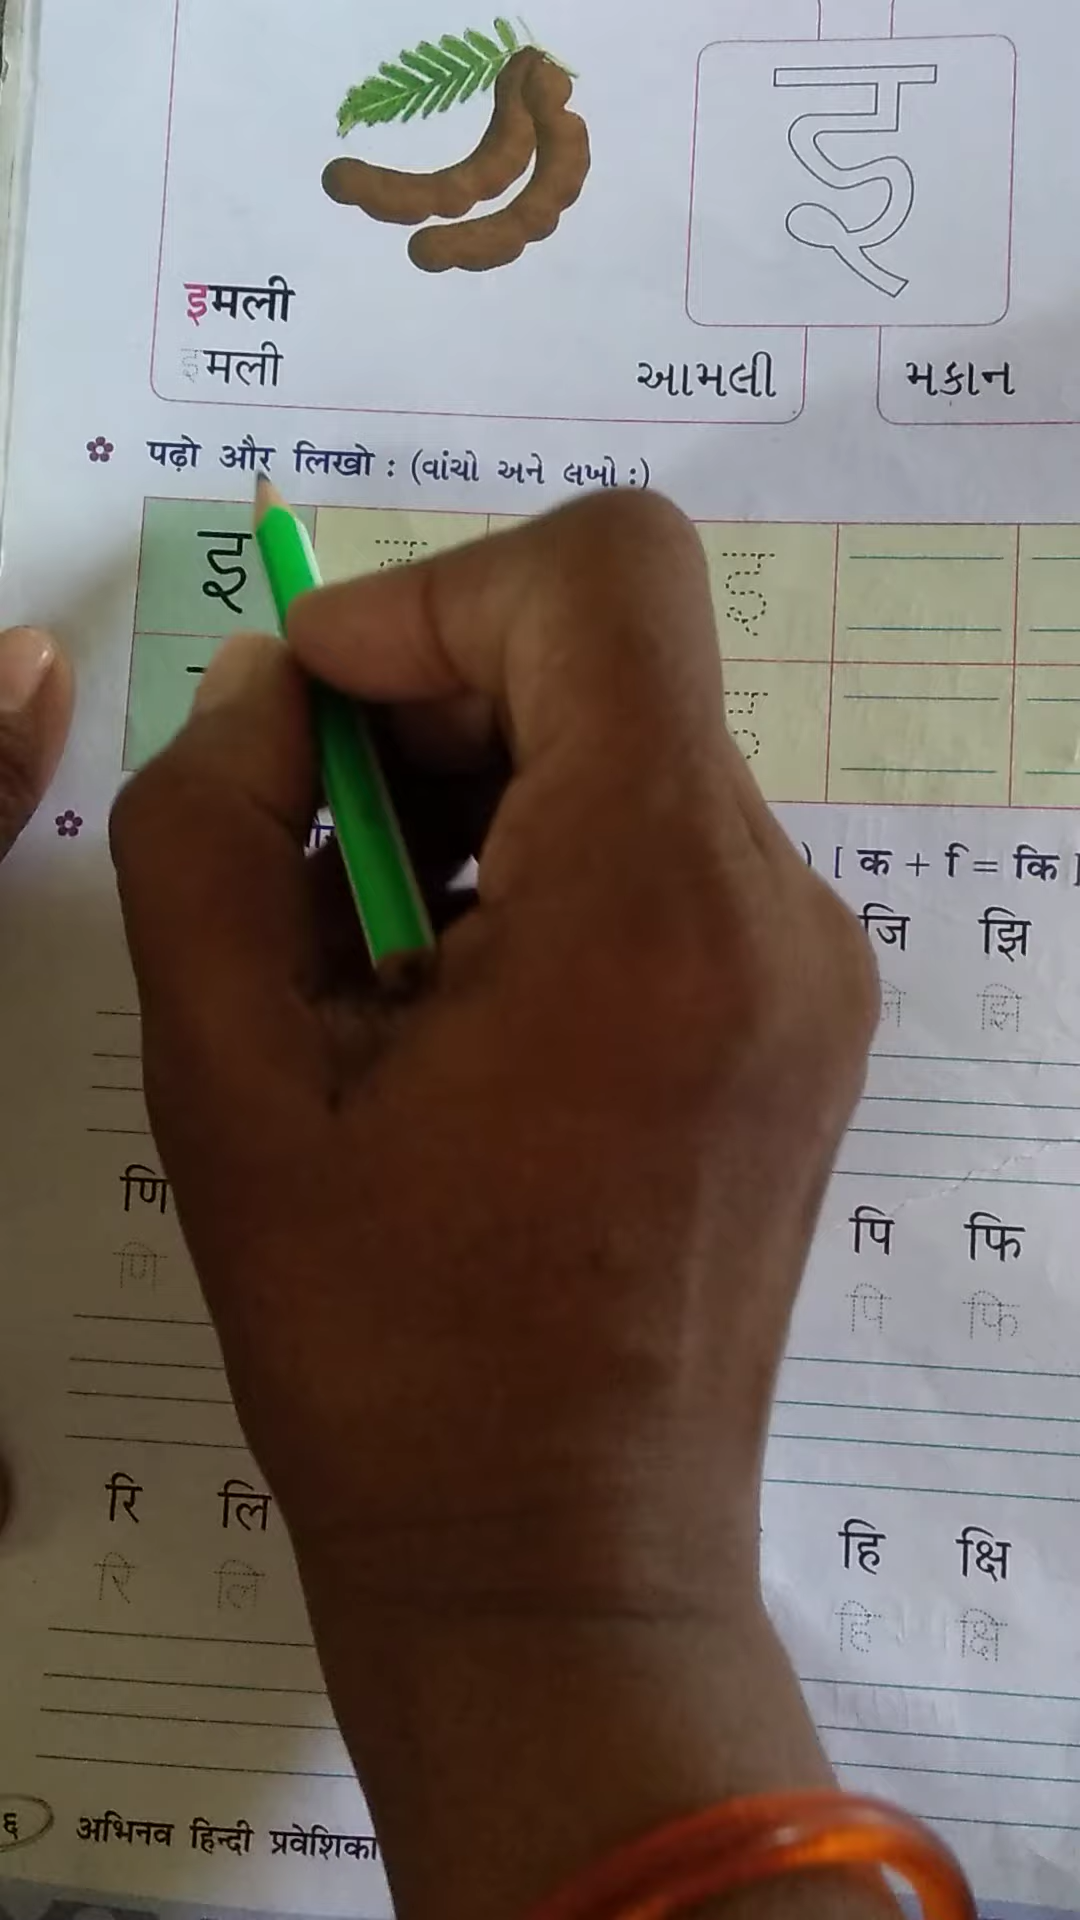 इ
इमली
इमली
આમલી મકાન
पढ़ो और लिखो : (વાંચો અને લખો :)
इ इ
) [ क + ि = कि ]
जि झि
जि झि
णि पि फि
णि पि फि
रि लि हि क्षि
रि लि हि क्षि
६ अभिनव हिन्दी प्रवेशिका